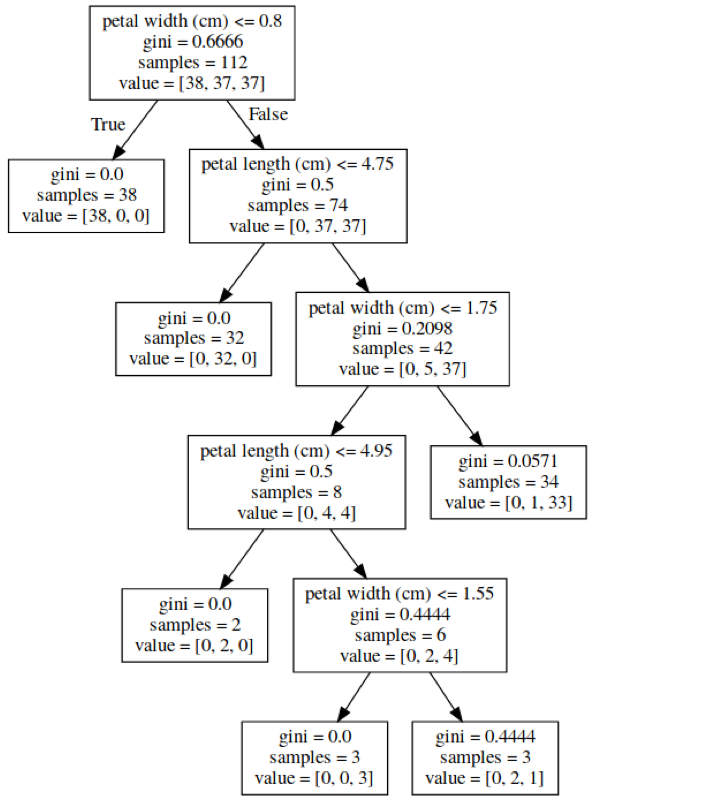 petal width (cm) <= 0.8
gini = 0.6666
samples = 112
value = [38, 37, 37]
True
False
gini = 0.0
samples = 38
value = [38, 0, 0]
petal length (cm) <= 4.75
gini = 0.5
samples = 74
value = [0, 37, 37]
gini = 0.0
samples = 32
value = [0, 32, 0]
petal width (cm) <= 1.75
gini = 0.2098
samples = 42
value = [0, 5, 37]
petal length (cm) <= 4.95
gini = 0.5
samples = 8
value = [0, 4, 4]
gini = 0.0571
samples = 34
value = [0, 1, 33]
gini = 0.0
samples = 2
value = [0, 2, 0]
petal width (cm) <= 1.55
gini = 0.4444
samples = 6
value = [0, 2, 4]
gini = 0.0
samples = 3
value = [0, 0, 3]
gini = 0.4444
samples = 3
value = [0, 2, 1]